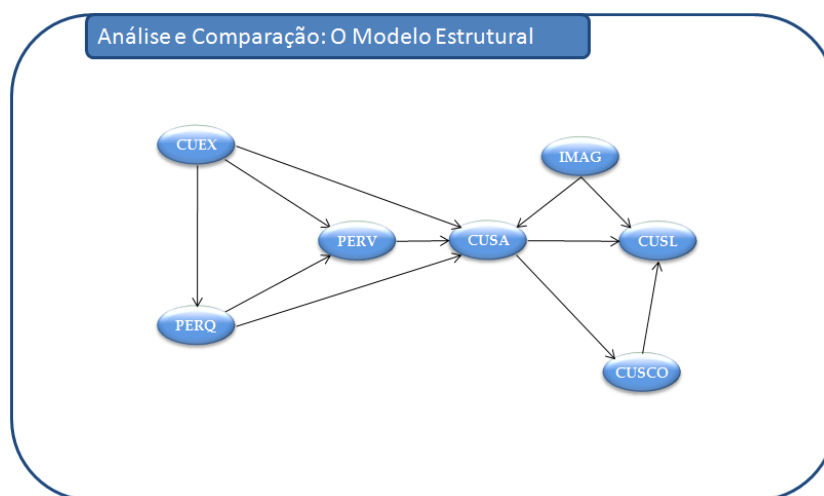 Análise e Comparação: O Modelo Estrutural
CUEX
IMAG
PERV
CUSA
CUSL
PERQ
CUSCO